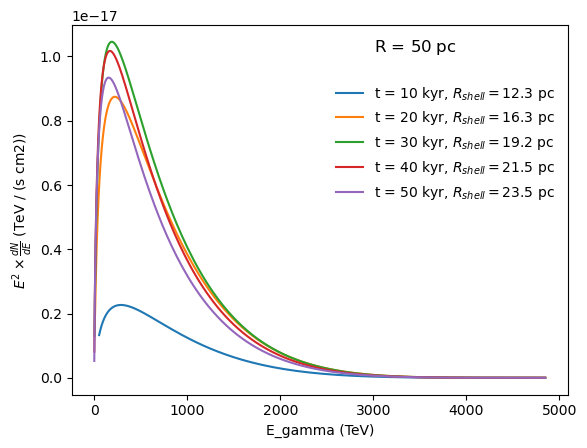 1e−17
R = 50 pc
t = 10 kyr, R_shell = 12.3 pc
t = 20 kyr, R_shell = 16.3 pc
t = 30 kyr, R_shell = 19.2 pc
t = 40 kyr, R_shell = 21.5 pc
t = 50 kyr, R_shell = 23.5 pc
E² × dN/dE (TeV / (s cm2))
1.0
0.8
0.6
0.4
0.2
0.0
0 1000 2000 3000 4000 5000
E_gamma (TeV)